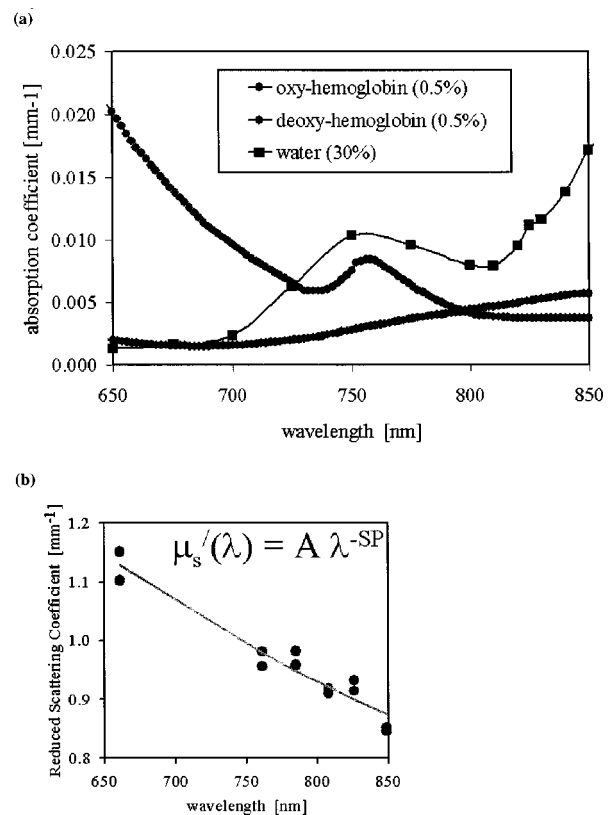 (a)
0.025
0.020
0.015
0.010
0.005
0.000
absorption coefficient [mm-1]
oxy-hemoglobin (0.5%)
deoxy-hemoglobin (0.5%)
water (30%)
650 700 750 800 850
wavelength [nm]
(b)
1.2
1.1
1.0
0.9
0.8
Reduced Scattering Coefficient [mm⁻¹]
μₛ′(λ) = A λ⁻ˢᴾ
650 700 750 800 850
wavelength [nm]